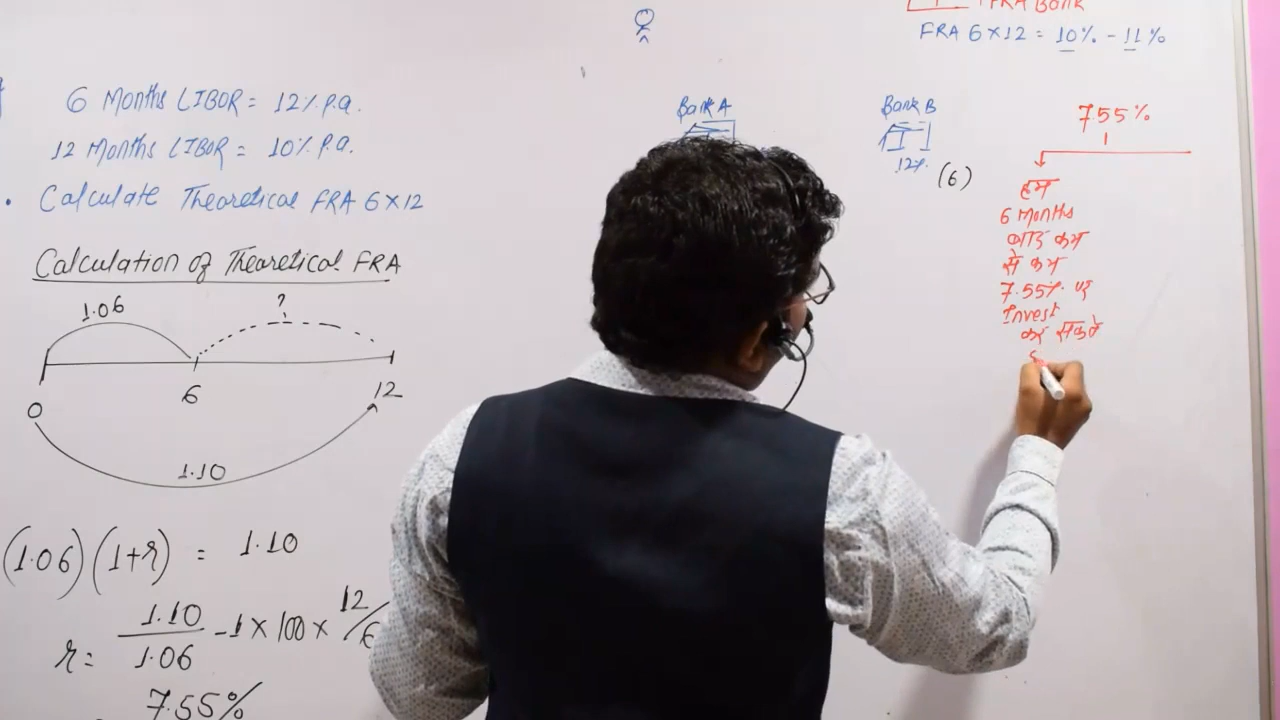 6 Months LIBOR = 12% p.a.
12 Months LIBOR = 10% p.a.
. Calculate Theoretical FRA 6×12
Calculation of Theoretical FRA
1.06
?
0
6
12
1.10
(1.06) (1+r) = 1.10
r = 1.10/1.06 - 1 × 100 × 12/6
7.55%
Bank A
Bank B
12%
(6)
FRA Bank
FRA 6×12 = 10% - 11%
7.55%
हम
6 Months
बाद कम
से कम
7.55% पर
Invest
कर सकते